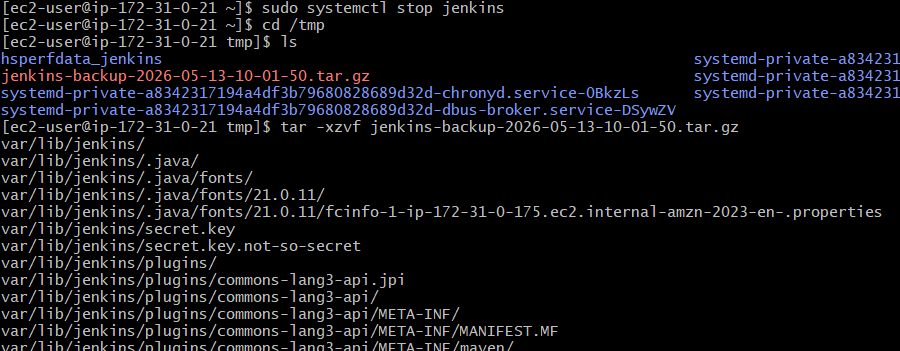 [ec2-user@ip-172-31-0-21 ~]$ sudo systemctl stop jenkins
[ec2-user@ip-172-31-0-21 ~]$ cd /tmp
[ec2-user@ip-172-31-0-21 tmp]$ ls
hsperfdata_jenkins systemd-private-a834231
jenkins-backup-2026-05-13-10-01-50.tar.gz systemd-private-a834231
systemd-private-a8342317194a4df3b79680828689d32d-chronyd.service-OBkzLs systemd-private-a834231
systemd-private-a8342317194a4df3b79680828689d32d-dbus-broker.service-DSywZV
[ec2-user@ip-172-31-0-21 tmp]$ tar -xzvf jenkins-backup-2026-05-13-10-01-50.tar.gz
var/lib/jenkins/
var/lib/jenkins/.java/
var/lib/jenkins/.java/fonts/
var/lib/jenkins/.java/fonts/21.0.11/
var/lib/jenkins/.java/fonts/21.0.11/fcinfo-1-ip-172-31-0-175.ec2.internal-amzn-2023-en-.properties
var/lib/jenkins/secret.key
var/lib/jenkins/secret.key.not-so-secret
var/lib/jenkins/plugins/
var/lib/jenkins/plugins/commons-lang3-api.jpi
var/lib/jenkins/plugins/commons-lang3-api/
var/lib/jenkins/plugins/commons-lang3-api/META-INF/
var/lib/jenkins/plugins/commons-lang3-api/META-INF/MANIFEST.MF
var/lib/jenkins/plugins/commons-lang3-api/META-INF/maven/